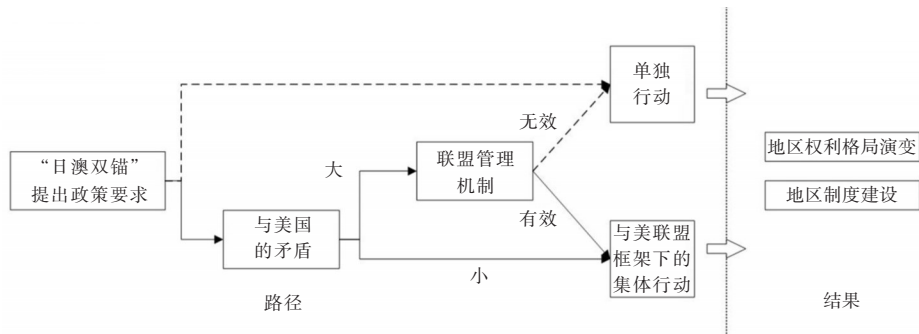 单独
行动
无效
“日澳双锚”
提出政策要求
大
联盟管理
机制
地区权利格局演变
地区制度建设
与美国
的矛盾
有效
与美联盟
框架下的
集体行动
小
路径
结果